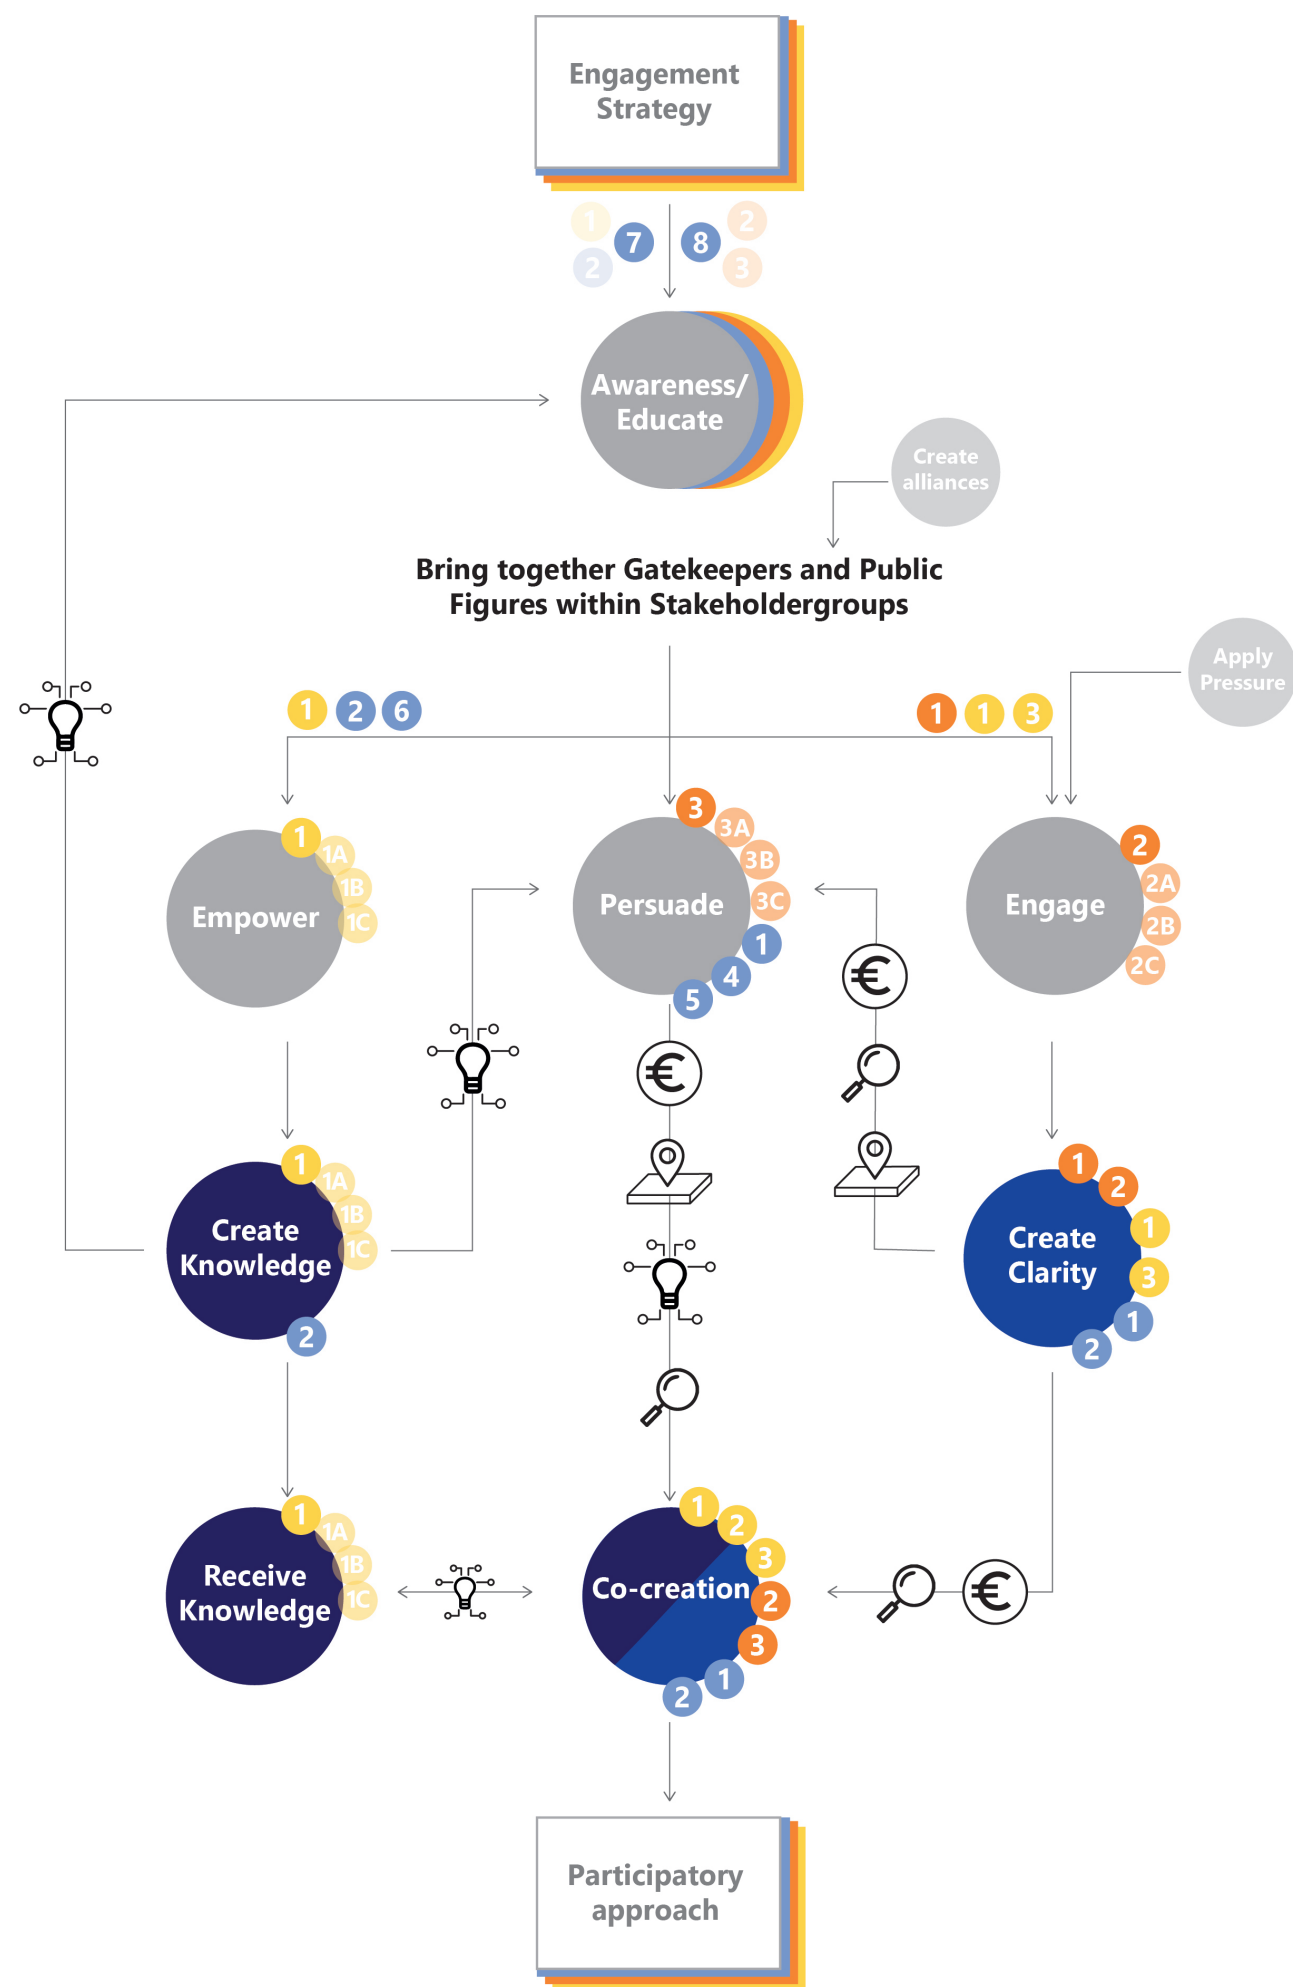 Engagement
Strategy
1
7
8
2
2
3
Awareness/
Educate
Create
alliances
Bring together Gatekeepers and Public
Figures within Stakeholdergroups
Apply
Pressure
1 2 6
1 1 3
Empower
1
1A
1B
1C
Persuade
3
3A
3B
3C
1
4
5
Engage
2
2A
2B
2C
€
€
Create
Knowledge
1
1A
1B
1C
2
Create
Clarity
1
2
1
3
1
2
Receive
Knowledge
1
1A
1B
1C
Co-creation
1
2
3
2
3
1
2
€
Participatory
approach